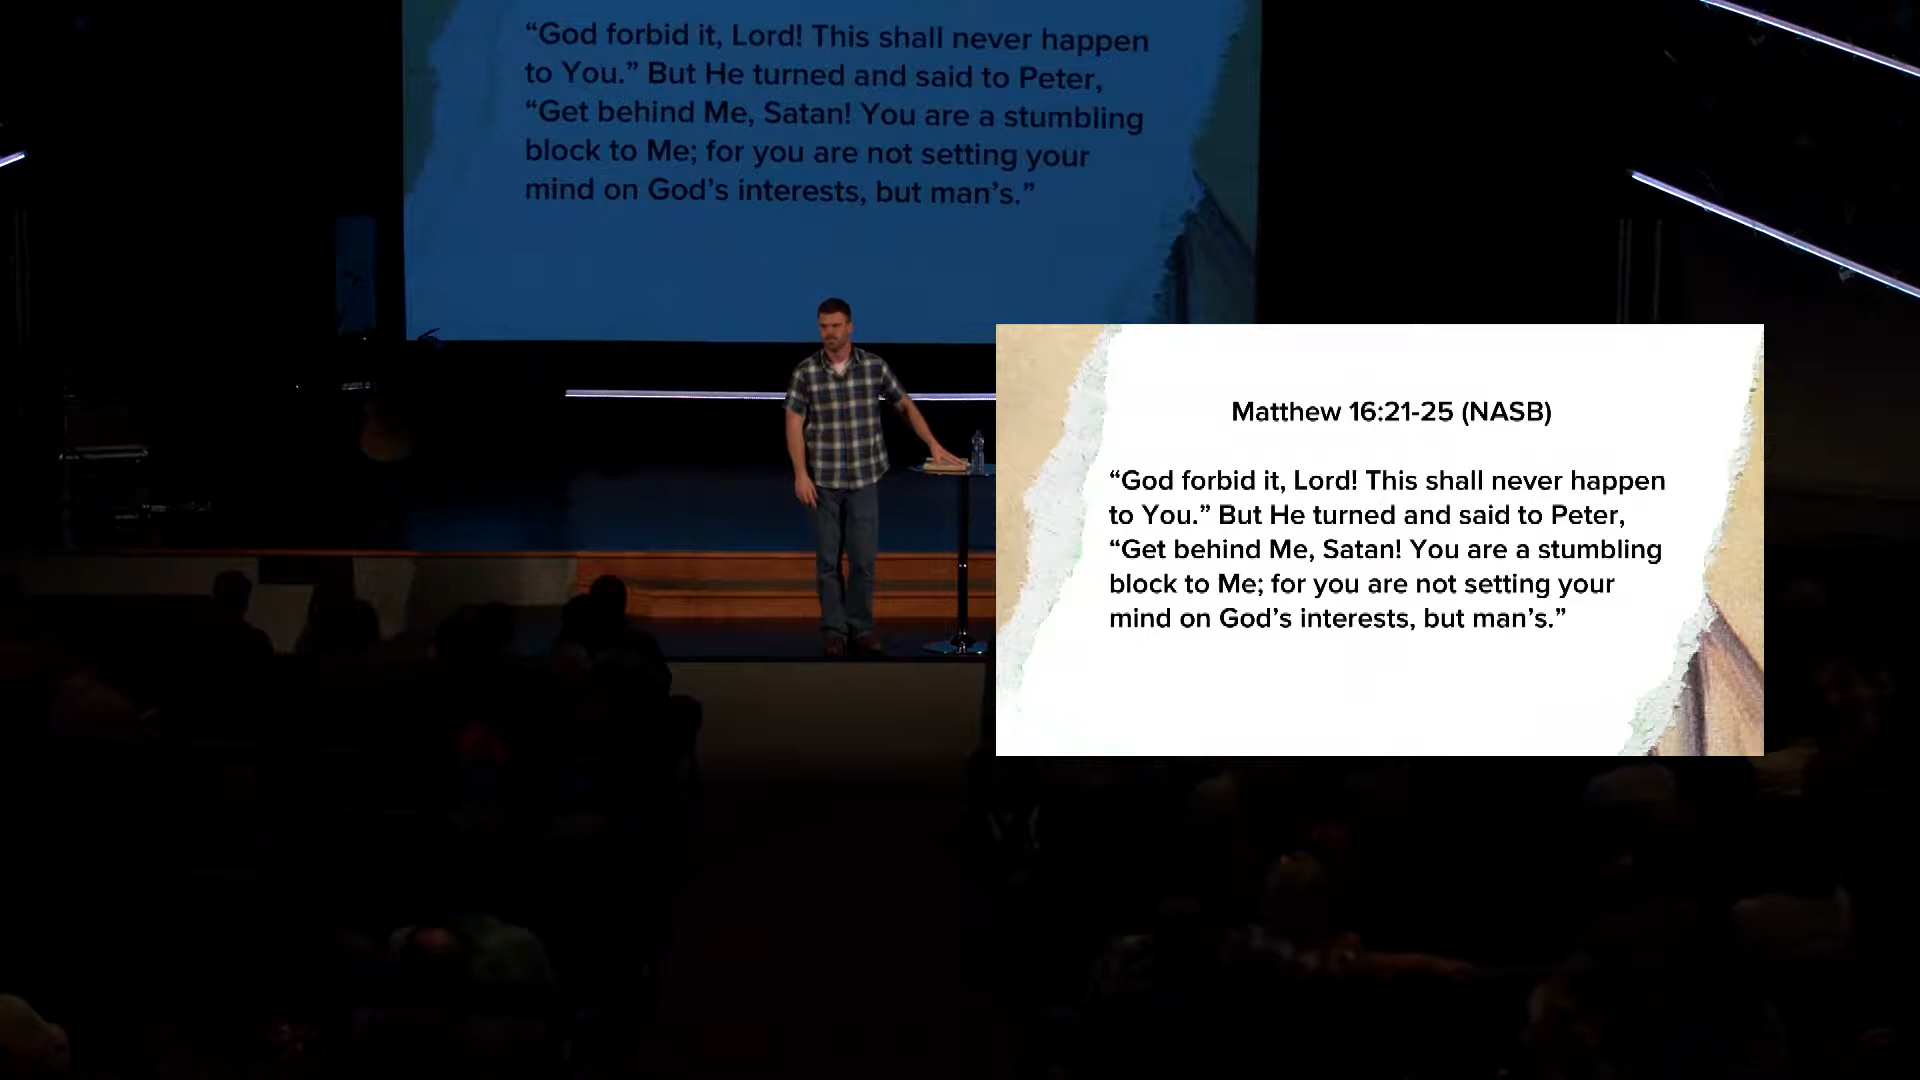 “God forbid it, Lord! This shall never happen
to You.” But He turned and said to Peter,
“Get behind Me, Satan! You are a stumbling
block to Me; for you are not setting your
mind on God’s interests, but man’s.”
Matthew 16:21-25 (NASB)
“God forbid it, Lord! This shall never happen
to You.” But He turned and said to Peter,
“Get behind Me, Satan! You are a stumbling
block to Me; for you are not setting your
mind on God’s interests, but man’s.”